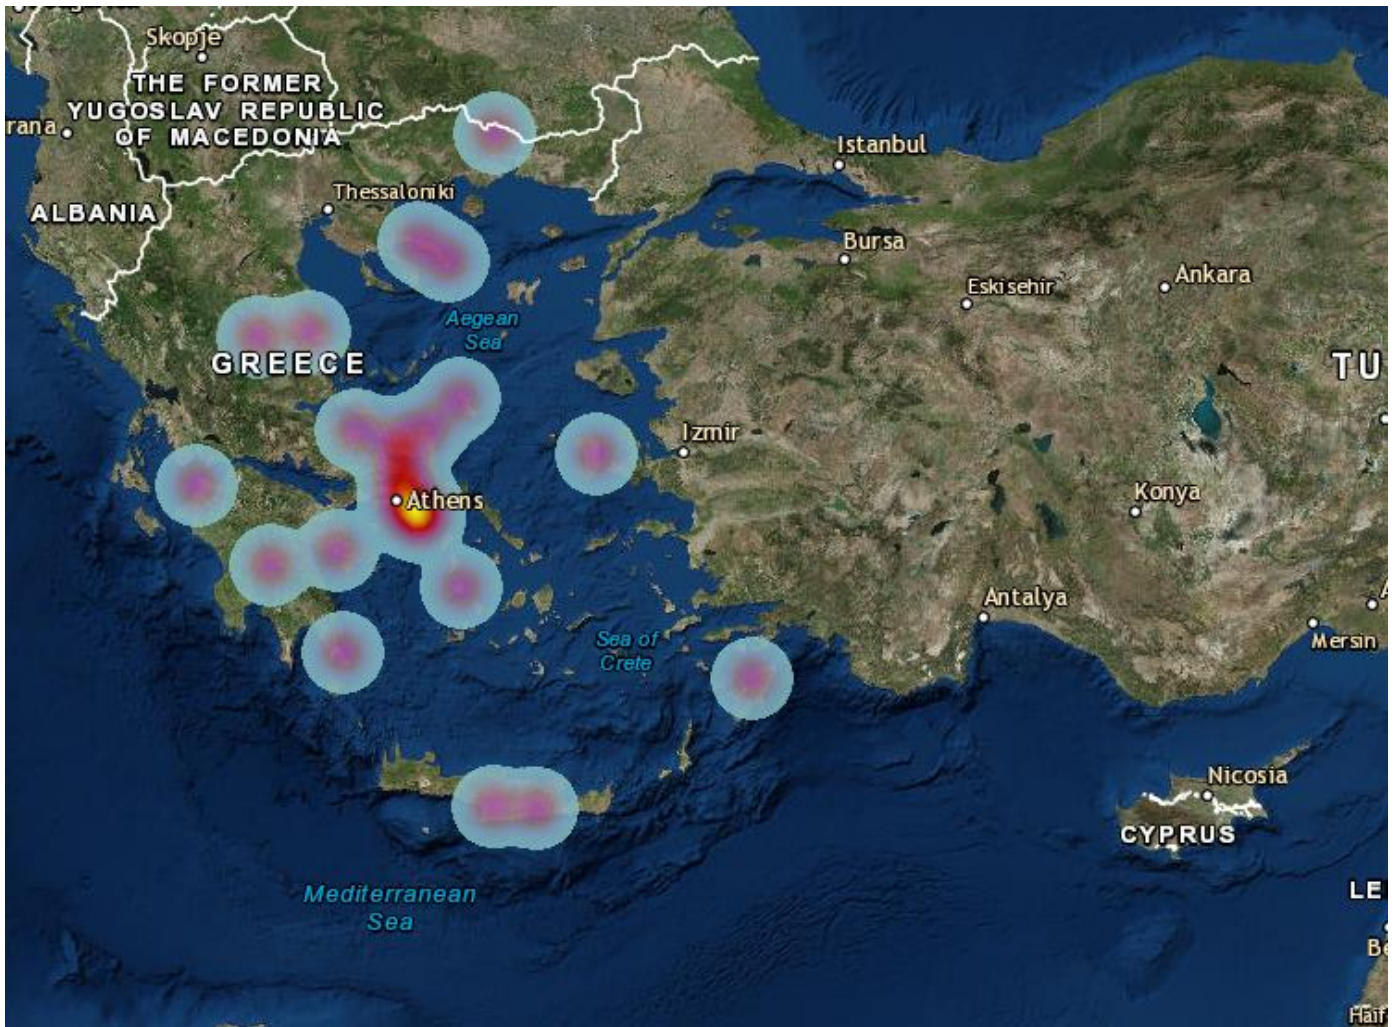 Skopje
THE FORMER
YUGOSLAV REPUBLIC
OF MACEDONIA
rana
Istanbul
Thessaloniki
ALBANIA
Bursa
Ankara
Eskisehir
Aegean
Sea
GREECE
TU
Izmir
Athens
Konya
Antalya
A
Mersin
Sea of
Crete
Nicosia
CYPRUS
Mediterranean
Sea
LE
Be
Haif